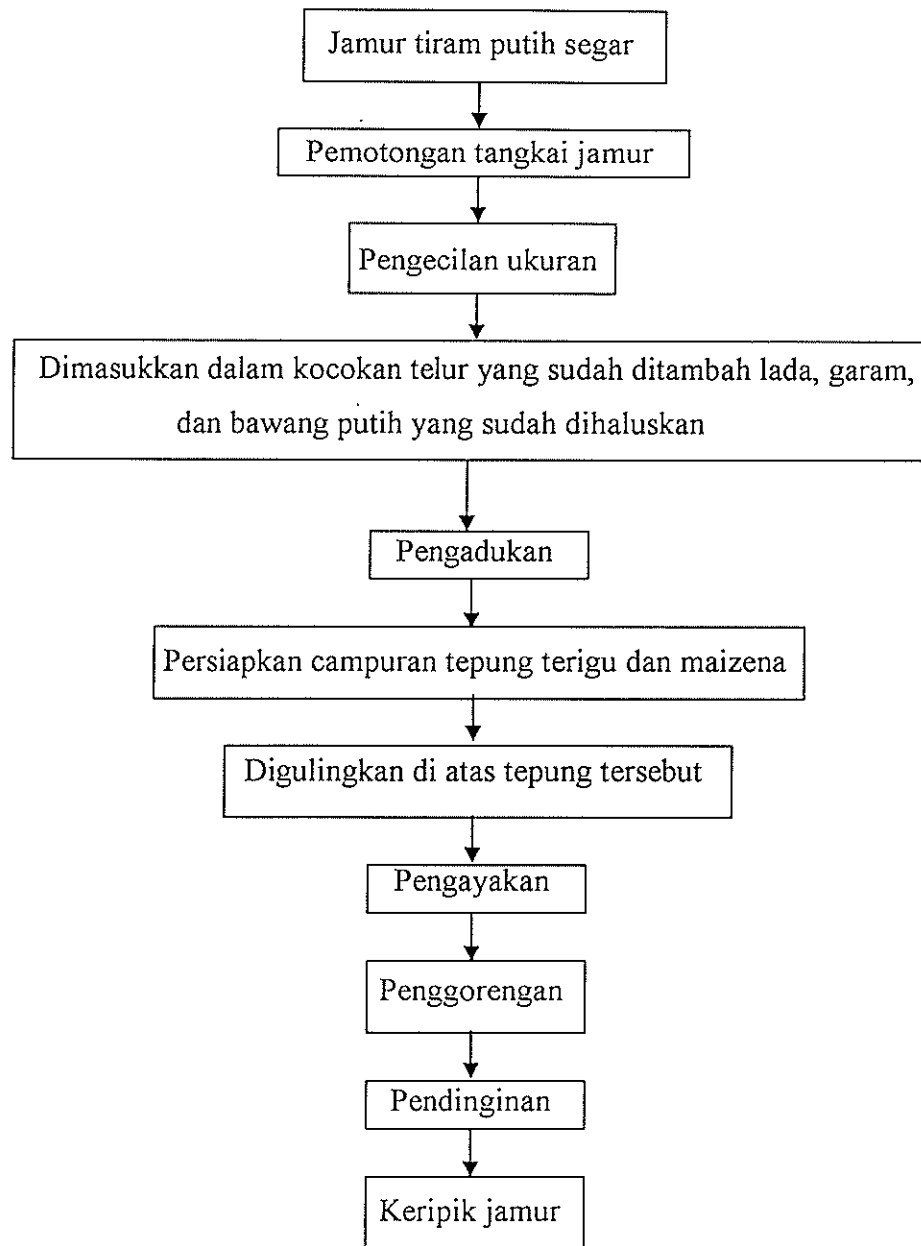 Jamur tiram putih segar
Pemotongan tangkai jamur
Pengecilan ukuran
Dimasukkan dalam kocokan telur yang sudah ditambah lada, garam,
dan bawang putih yang sudah dihaluskan
Pengadukan
Persiapkan campuran tepung terigu dan maizena
Digulingkan di atas tepung tersebut
Pengayakan
Penggorengan
Pendinginan
Keripik jamur